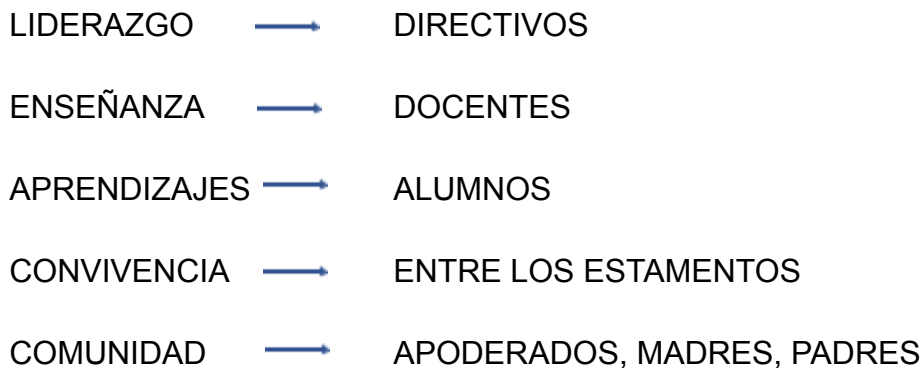 LIDERAZGO DIRECTIVOS
ENSEÑANZA DOCENTES
APRENDIZAJES ALUMNOS
CONVIVENCIA ENTRE LOS ESTAMENTOS
COMUNIDAD APODERADOS, MADRES, PADRES